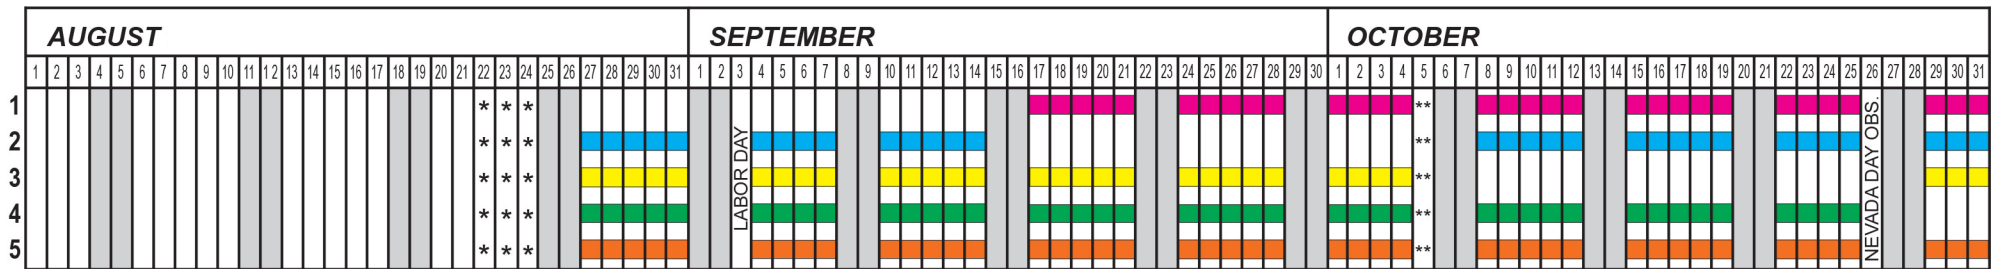 AUGUST SEPTEMBER OCTOBER
1 2 3 4 5 6 7 8 9 10 11 12 13 14 15 16 17 18 19 20 21 22 23 24 25 26 27 28 29 30 31 1 2 3 4 5 6 7 8 9 10 11 12 13 14 15 16 17 18 19 20 21 22 23 24 25 26 27 28 29 30 1 2 3 4 5 6 7 8 9 10 11 12 13 14 15 16 17 18 19 20 21 22 23 24 25 26 27 28 29 30 31
1 * * * **
2 * * * **
3 * * * **
4 * * * **
5 * * * **
LABOR DAY
NEVADA DAY OBS.